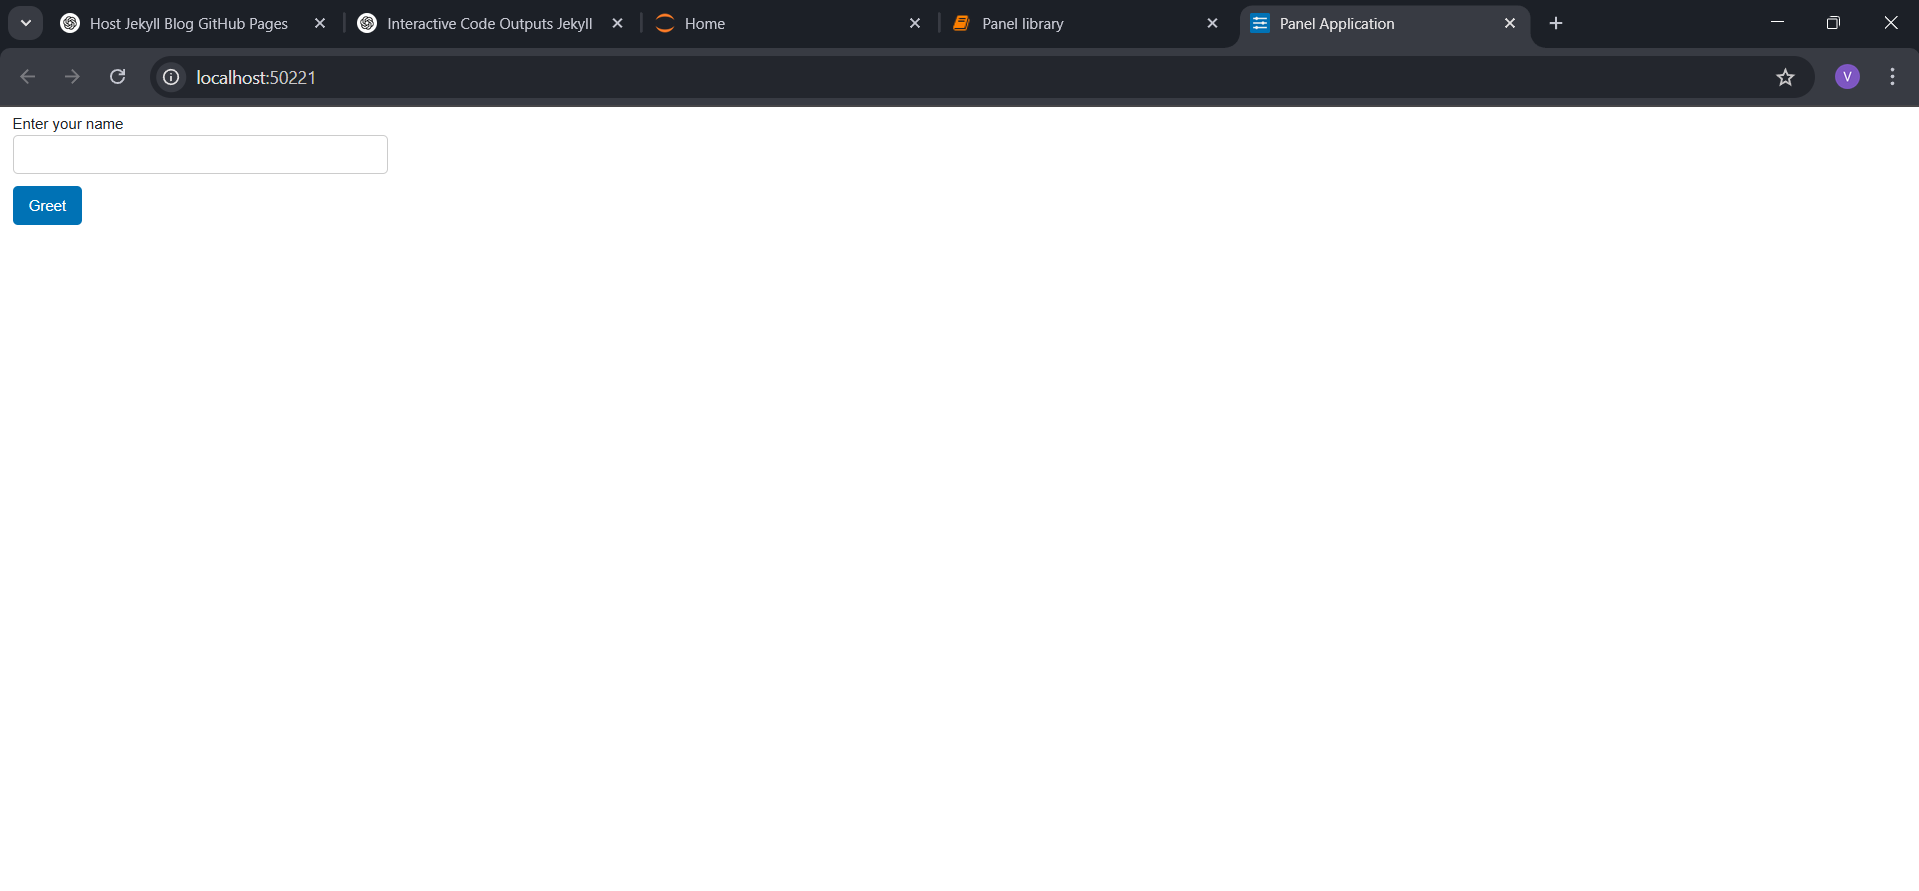 Host Jekyll Blog GitHub Pages
Interactive Code Outputs Jekyll
Home
Panel library
Panel Application
localhost:50221
V
Enter your name
Greet